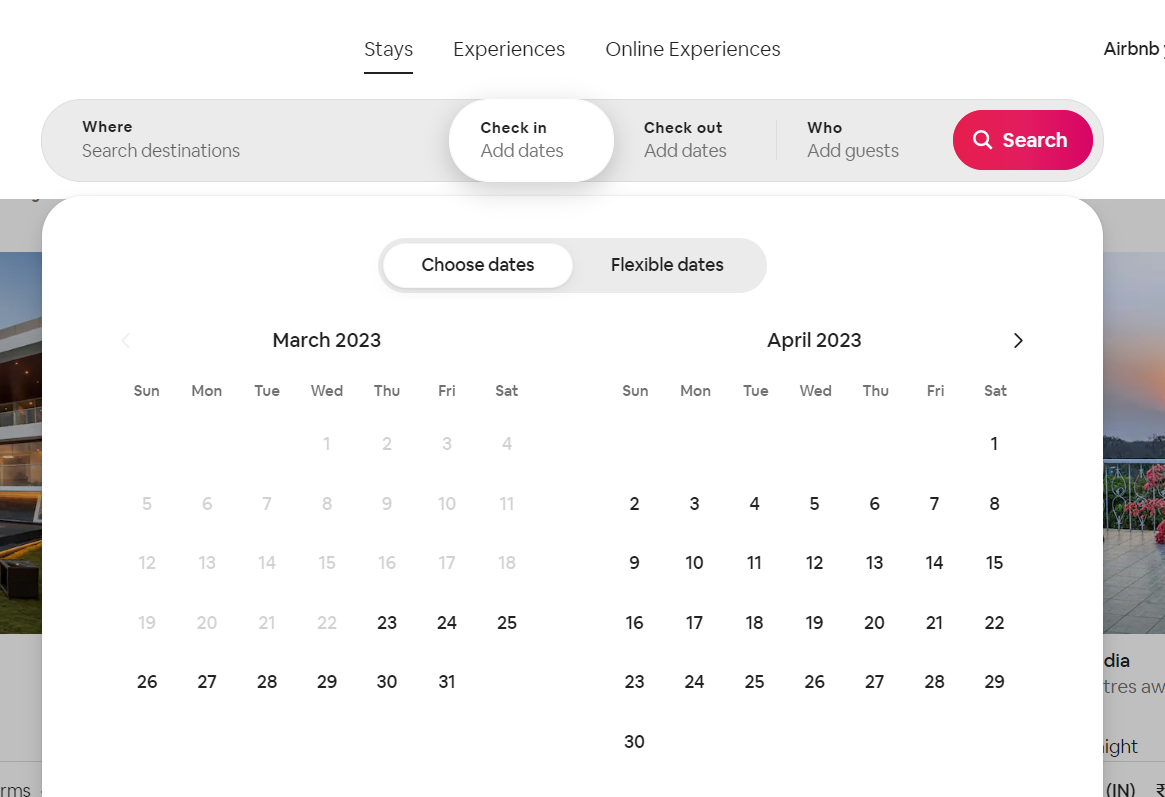 Stays Experiences Online Experiences Airbnb
Where Check in Check out Who
Search destinations Add dates Add dates Add guests Search
Choose dates Flexible dates
March 2023 April 2023
Sun Mon Tue Wed Thu Fri Sat Sun Mon Tue Wed Thu Fri Sat
1 2 3 4 1
5 6 7 8 9 10 11 2 3 4 5 6 7 8
12 13 14 15 16 17 18 9 10 11 12 13 14 15
19 20 21 22 23 24 25 16 17 18 19 20 21 22
26 27 28 29 30 31 23 24 25 26 27 28 29
dia
tres aw
30
ight
rms (IN) ₹